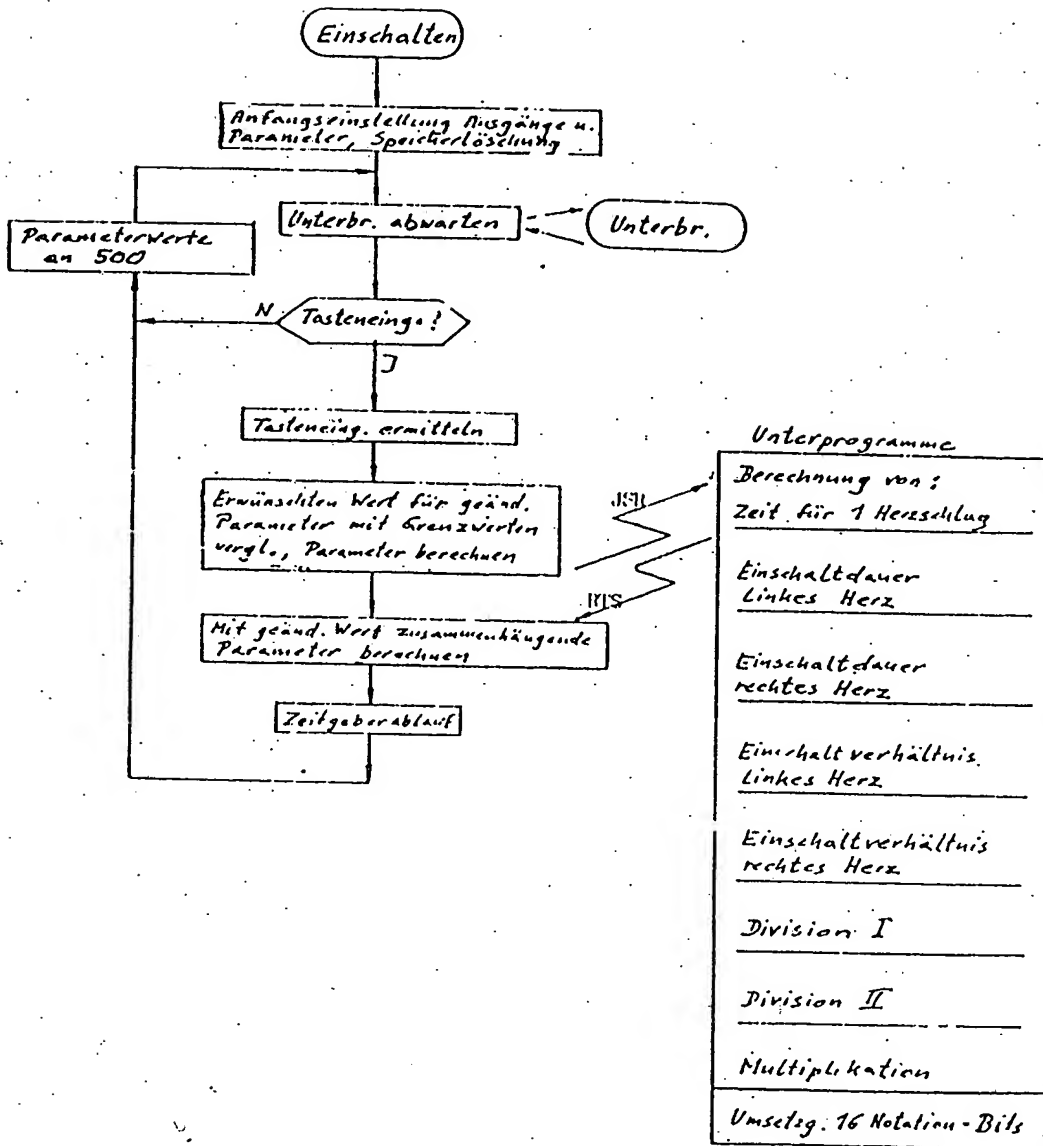 Einschalten
Anfangseinstellung Ausgänge u.
Parameter, Speicherlöschung
Unterbr. abwarten
Unterbr.
Parameterwerte
an 500
N
Tasteneing.?
J
Tasteneing. ermitteln
Erwünschten Wert für geänd.
Parameter mit Grenzwerten
vergl., Parameter berechnen
JSR
RTS
Mit geänd. Wert zusammenhängende
Parameter berechnen
Zeitgeberablauf
Unterprogramme
Berechnung von:
Zeit für 1 Herzschlag
Einschaltdauer
Linkes Herz
Einschaltdauer
rechtes Herz
Einschaltverhältnis
Linkes Herz
Einschaltverhältnis
rechtes Herz
Division I
Division II
Multiplikation
Umsetzg. 16 Notation-Bits